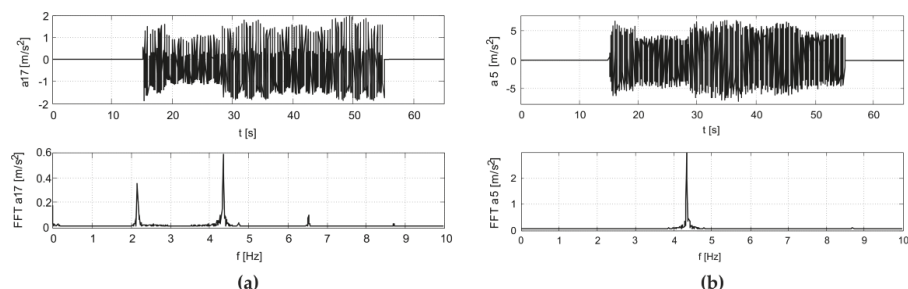 2
1
0
-1
-2
a17 [m/s²]
0 10 20 30 40 50 60
t [s]
0.6
0.4
0.2
0
FFT a17 [m/s²]
0 1 2 3 4 5 6 7 8 9 10
f [Hz]
(a)
5
0
-5
a 5 [m/s²]
0 10 20 30 40 50 60
t [s]
2
1
0
FFT a 5 [m/s²]
0 1 2 3 4 5 6 7 8 9 10
f [Hz]
(b)